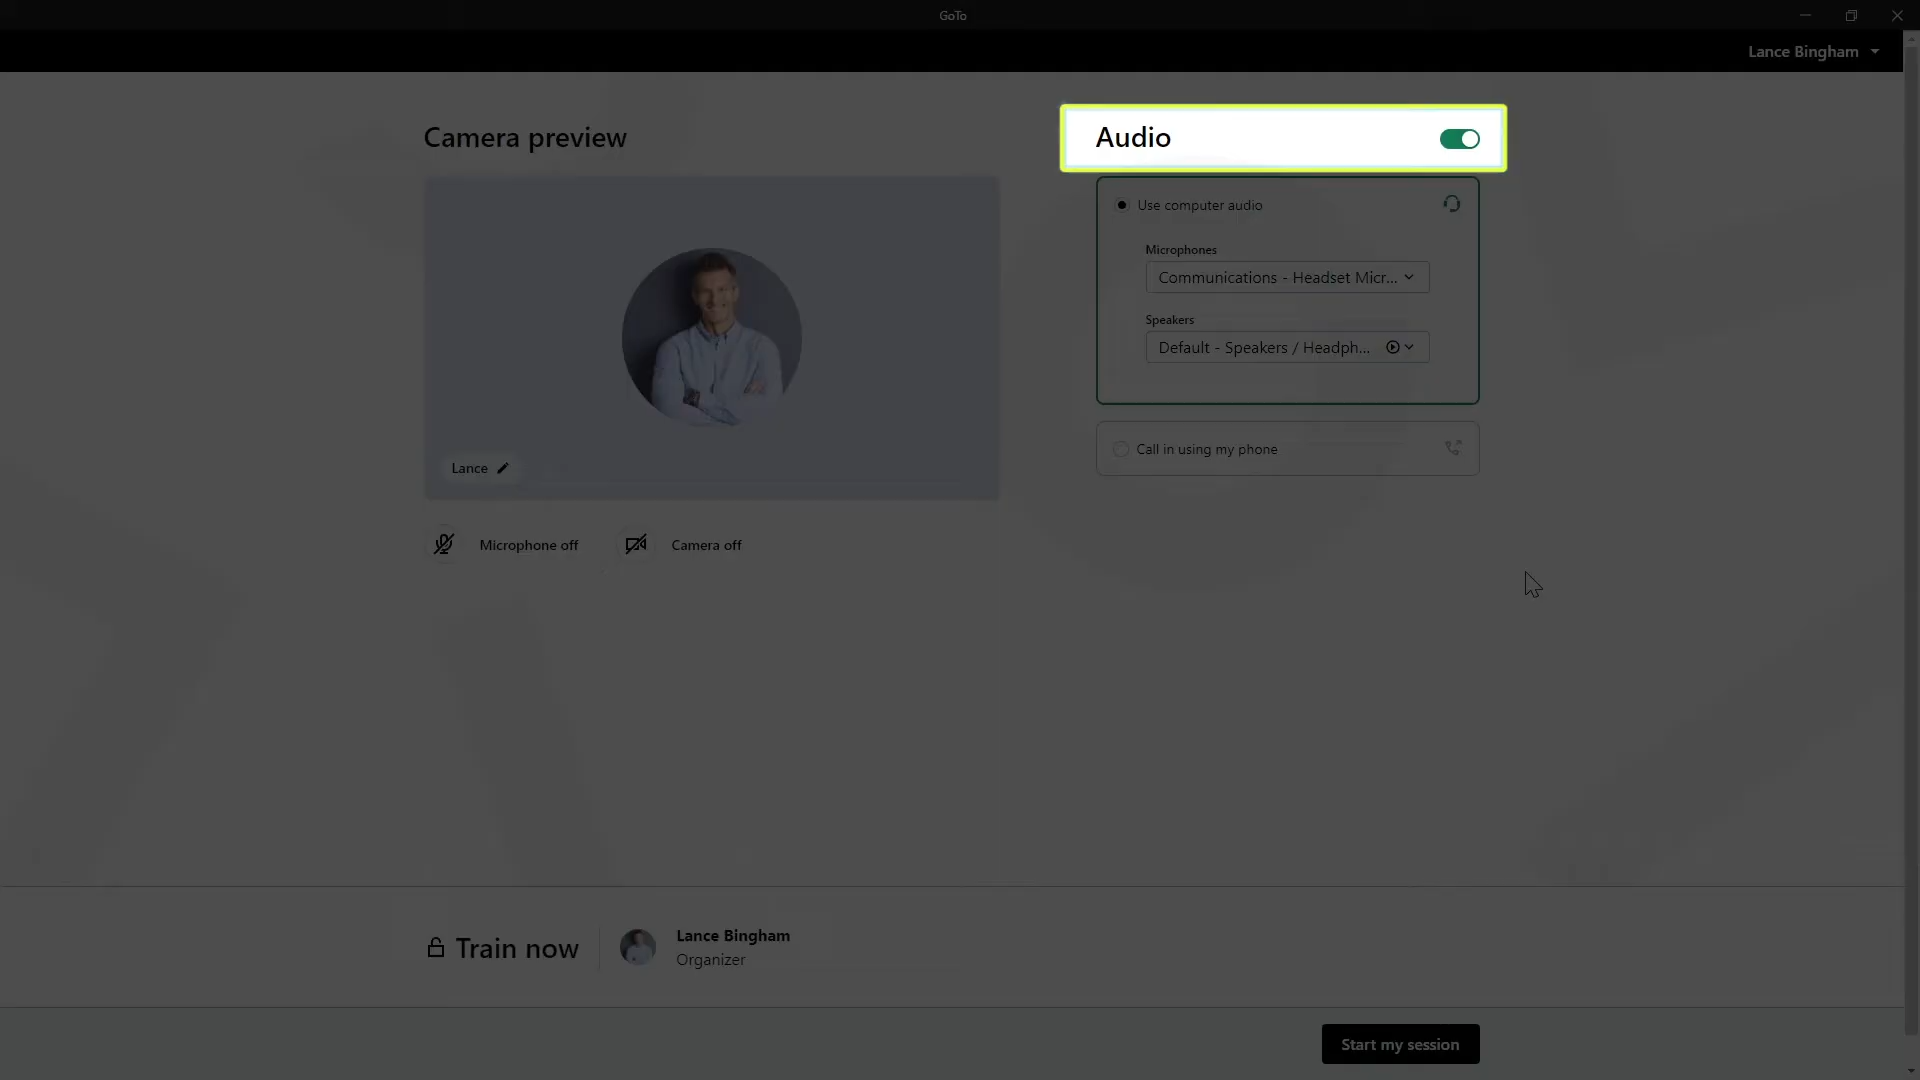 GoTo
Lance Bingham
Camera preview
Audio
Use computer audio
Microphones
Communications - Headset Micr...
Speakers
Default - Speakers / Headph...
Lance
Call in using my phone
Microphone off
Camera off
Train now
Lance Bingham
Organizer
Start my session